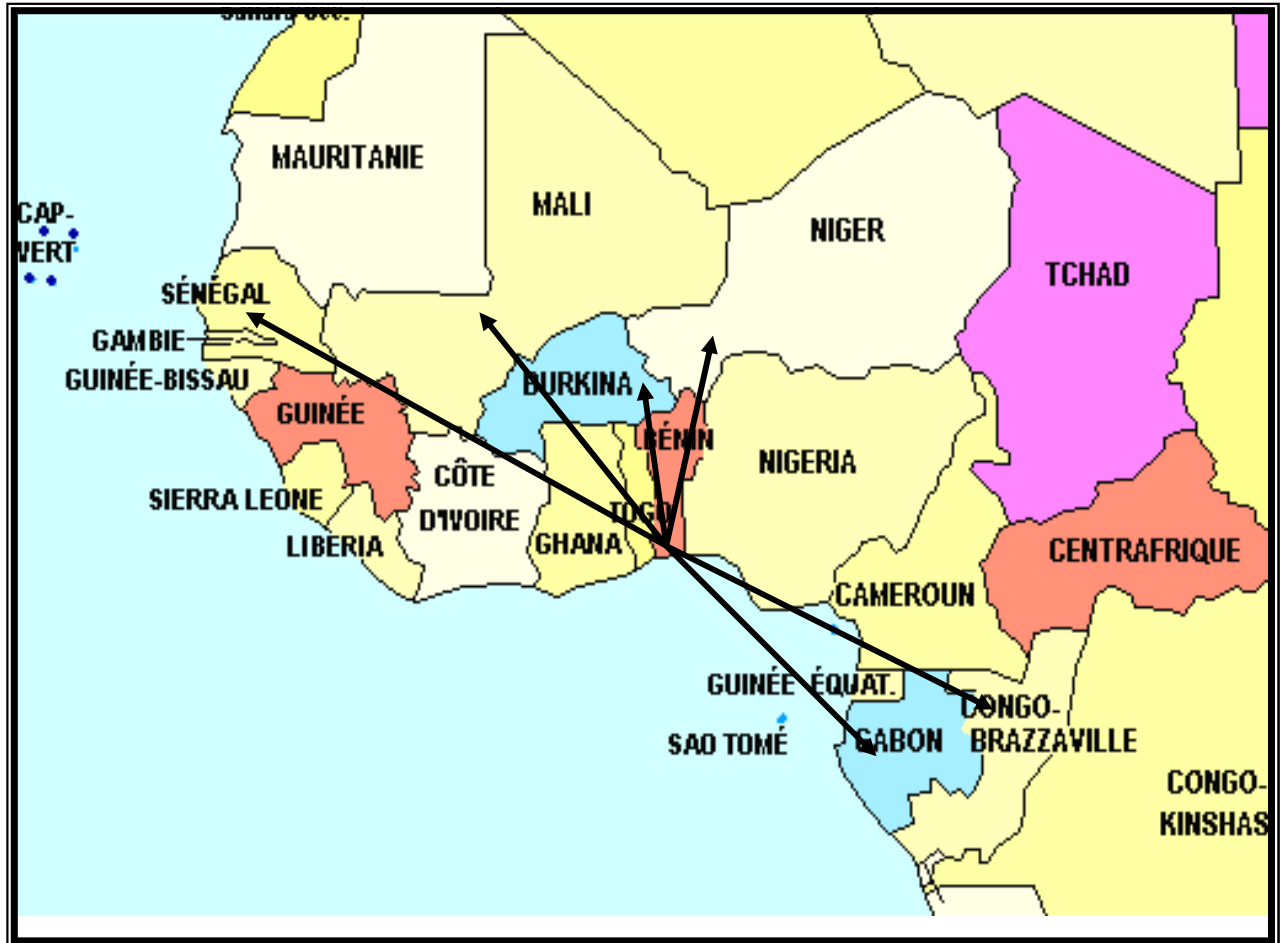 MAURITANIE
CAP-
VERT
MALI
NIGER
TCHAD
SÉNÉGAL
GAMBIE
GUINÉE-BISSAU
BURKINA
GUINÉE
BÉNIN
NIGERIA
CÔTE
D'IVOIRE
SIERRA LEONE
TOGO
LIBERIA
GHANA
CENTRAFRIQUE
CAMEROUN
GUINÉE ÉQUAT.
CONGO-
BRAZZAVILLE
SAO TOMÉ
GABON
CONGO-
KINSHAS